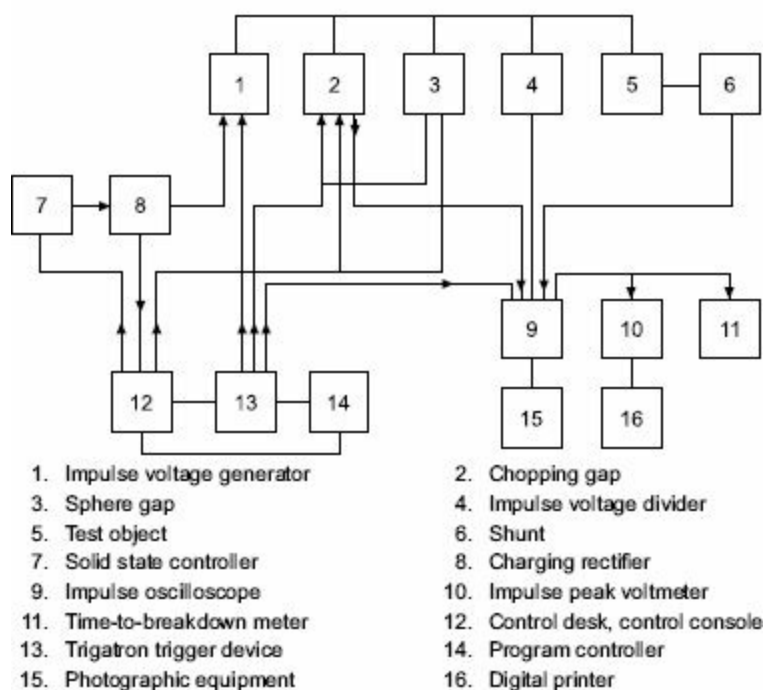 1 2 3 4 5 6
7 8
9 10 11
12 13 14 15 16
1. Impulse voltage generator 2. Chopping gap
3. Sphere gap 4. Impulse voltage divider
5. Test object 6. Shunt
7. Solid state controller 8. Charging rectifier
9. Impulse oscilloscope 10. Impulse peak voltmeter
11. Time-to-breakdown meter 12. Control desk, control console
13. Trigatron trigger device 14. Program controller
15. Photographic equipment 16. Digital printer